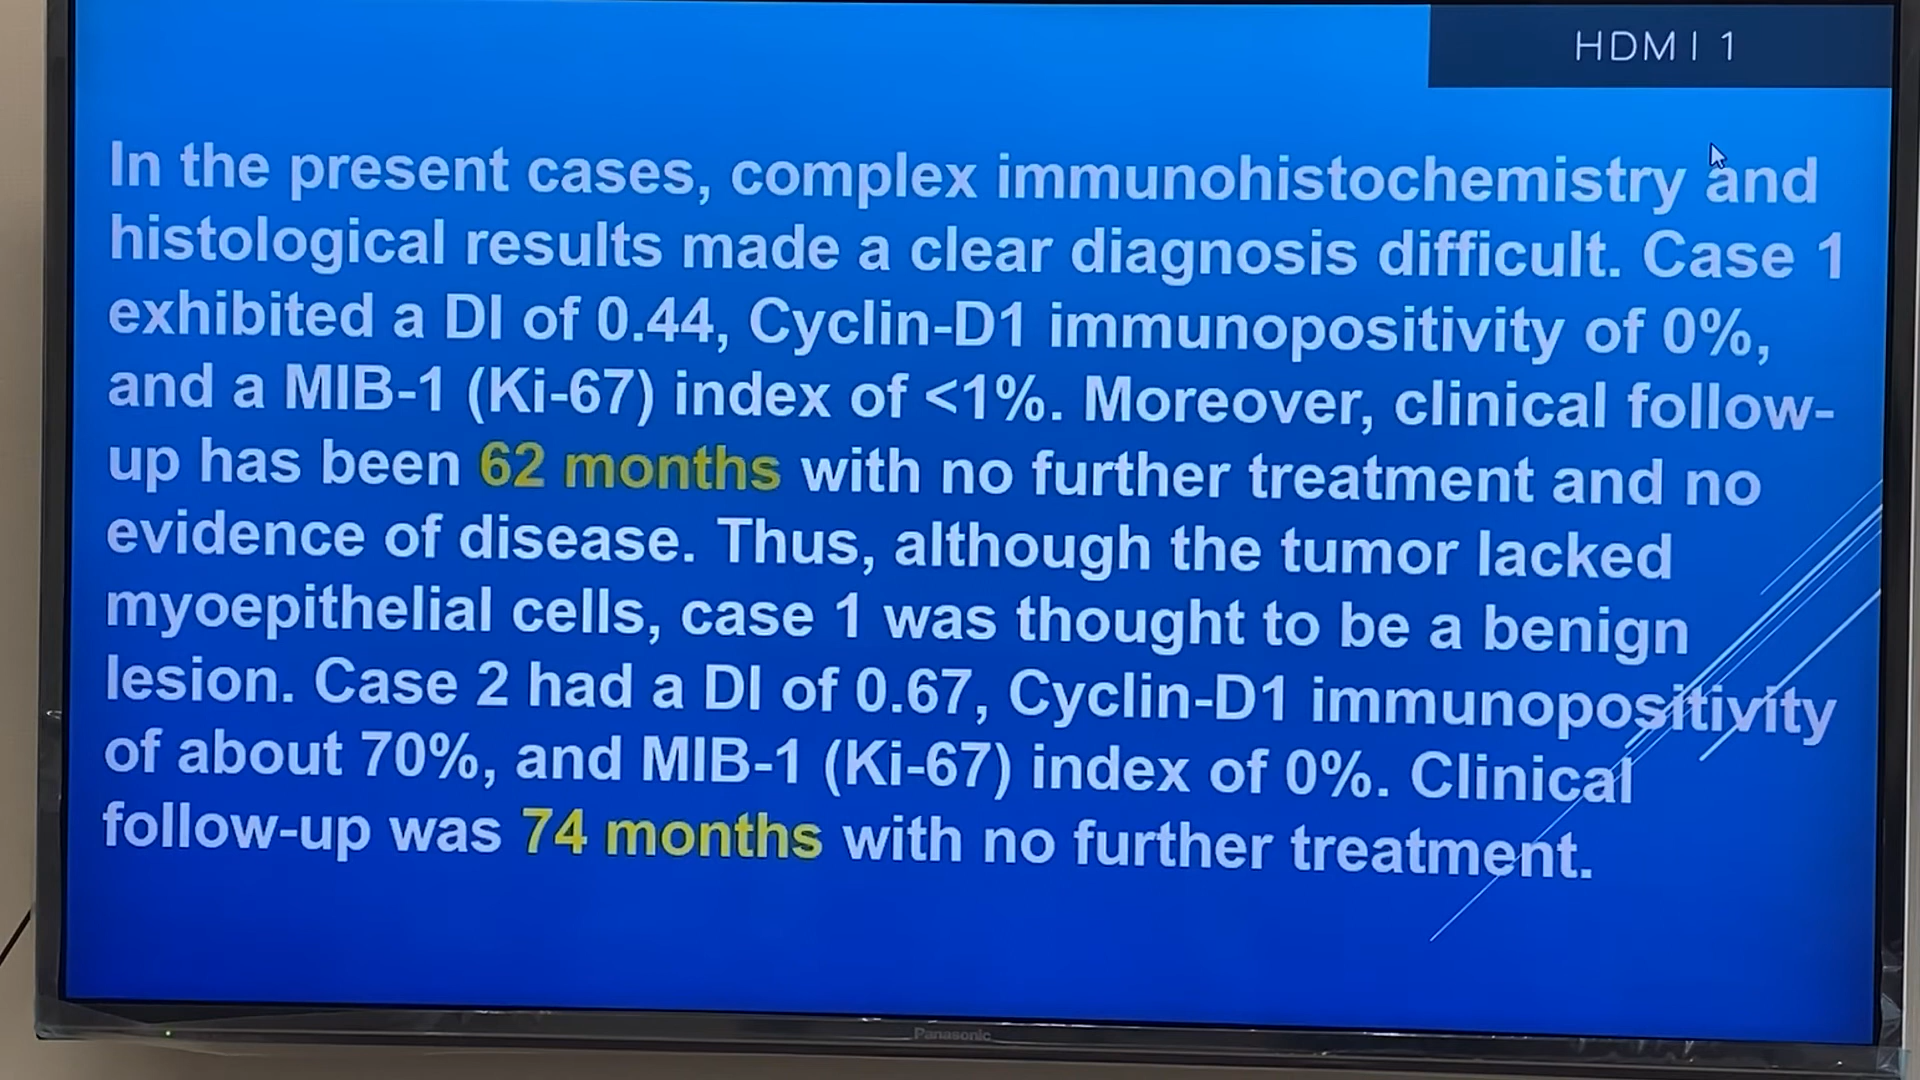 HDMI 1
In the present cases, complex immunohistochemistry and
histological results made a clear diagnosis difficult. Case 1
exhibited a DI of 0.44, Cyclin-D1 immunopositivity of 0%,
and a MIB-1 (Ki-67) index of <1%. Moreover, clinical follow-
up has been 62 months with no further treatment and no
evidence of disease. Thus, although the tumor lacked
myoepithelial cells, case 1 was thought to be a benign
lesion. Case 2 had a DI of 0.67, Cyclin-D1 immunopositivity
of about 70%, and MIB-1 (Ki-67) index of 0%. Clinical
follow-up was 74 months with no further treatment.
Panasonic